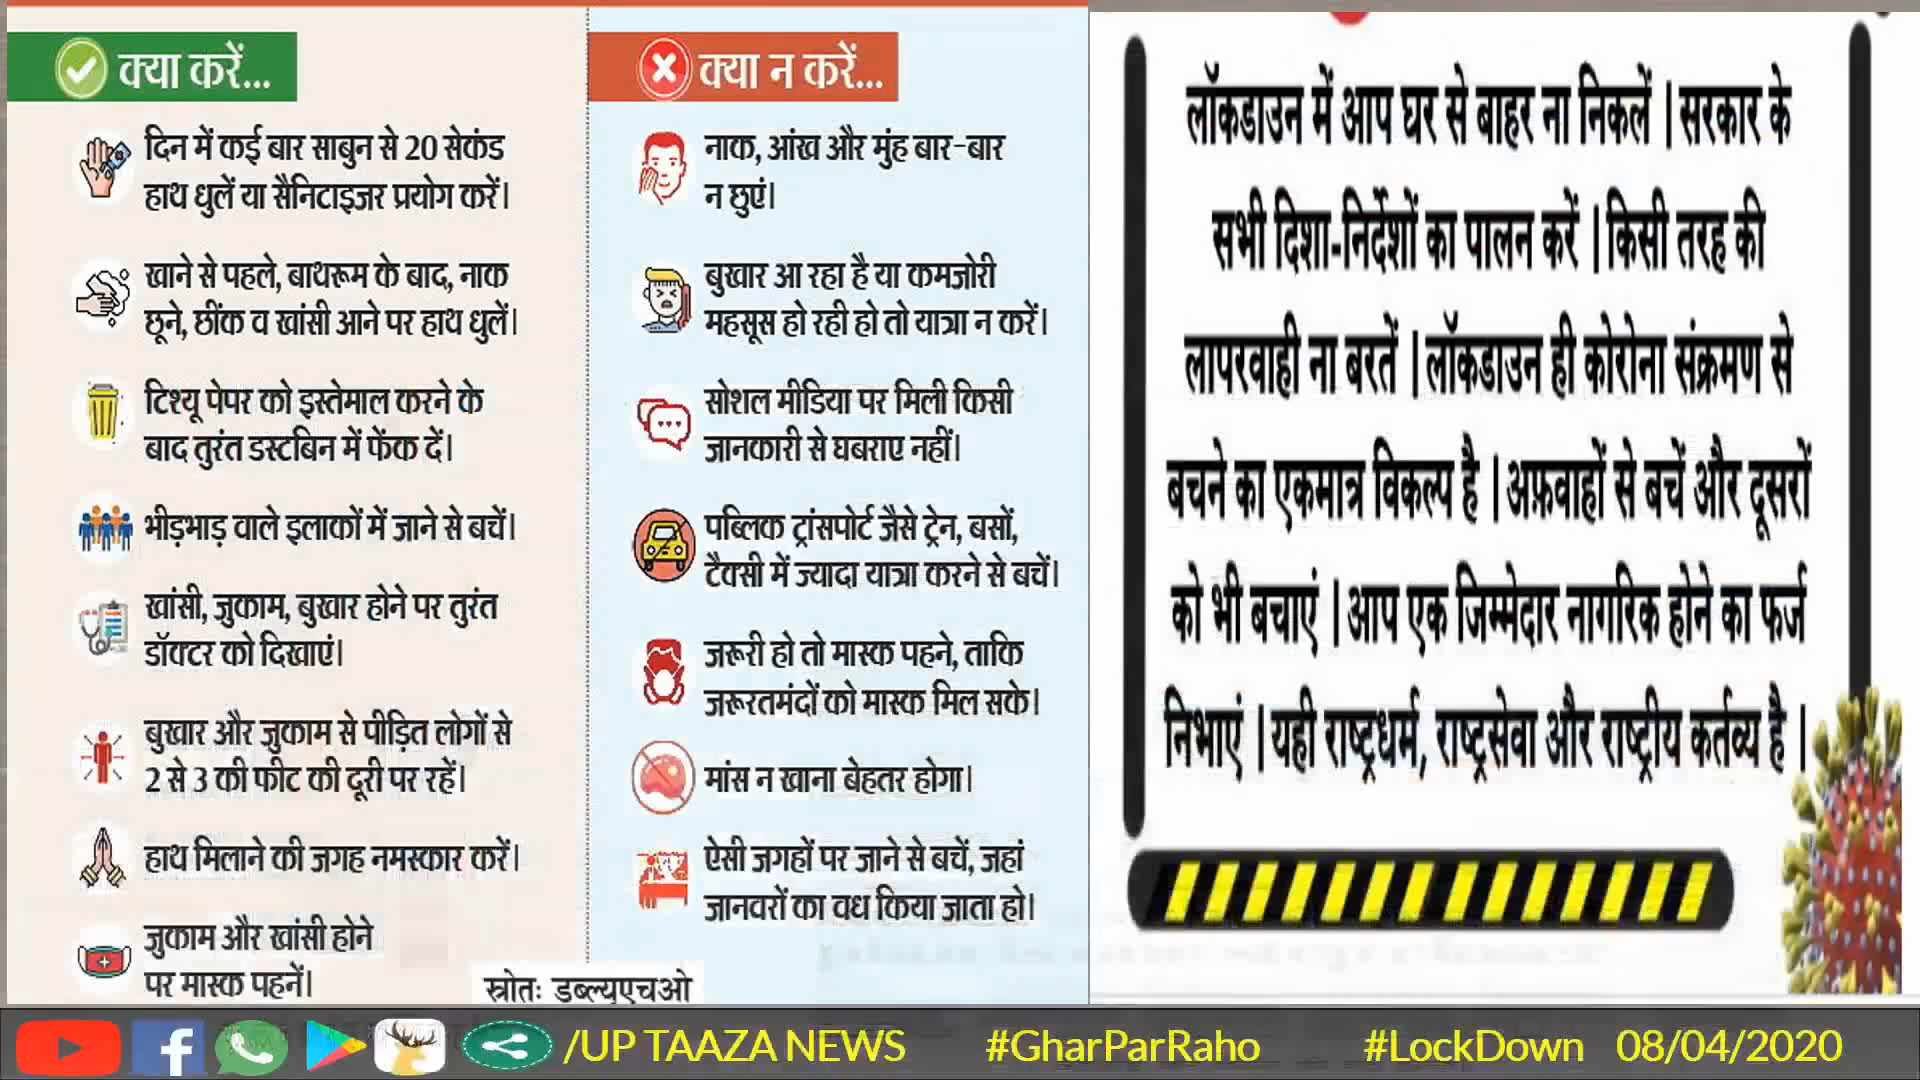 क्या करें...
दिन में कई बार साबुन से 20 सेकंड
हाथ धुलें या सैनिटाइजर प्रयोग करें।
खाने से पहले, बाथरूम के बाद, नाक
छूने, छींक व खांसी आने पर हाथ धुलें।
टिश्यू पेपर को इस्तेमाल करने के
बाद तुरंत डस्टबिन में फेंक दें।
भीड़भाड़ वाले इलाकों में जाने से बचें।
खांसी, जुकाम, बुखार होने पर तुरंत
डॉक्टर को दिखाएं।
बुखार और जुकाम से पीड़ित लोगों से
2 से 3 की फीट की दूरी पर रहें।
हाथ मिलाने की जगह नमस्कार करें।
जुकाम और खांसी होने
पर मास्क पहनें।
क्या न करें...
नाक, आंख और मुंह बार-बार
न छुएं।
बुखार आ रहा है या कमजोरी
महसूस हो रही हो तो यात्रा न करें।
सोशल मीडिया पर मिली किसी
जानकारी से घबराए नहीं।
पब्लिक ट्रांसपोर्ट जैसे ट्रेन, बसों,
टैक्सी में ज्यादा यात्रा करने से बचें।
जरूरी हो तो मास्क पहने, ताकि
जरूरतमंदों को मास्क मिल सके।
मांस न खाना बेहतर होगा।
ऐसी जगहों पर जाने से बचें, जहां
जानवरों का वध किया जाता हो।
स्रोतः डब्ल्यूएचओ
लॉकडाउन में आप घर से बाहर ना निकलें | सरकार के
सभी दिशा-निर्देशों का पालन करें | किसी तरह की
लापरवाही ना बरतें | लॉकडाउन ही कोरोना संक्रमण से
बचने का एकमात्र विकल्प है | अफ़वाहों से बचें और दूसरों
को भी बचाएं | आप एक जिम्मेदार नागरिक होने का फर्ज
निभाएं | यही राष्ट्रधर्म, राष्ट्रसेवा और राष्ट्रीय कर्तव्य है |
/UP TAAZA NEWS #GharParRaho #LockDown 08/04/2020